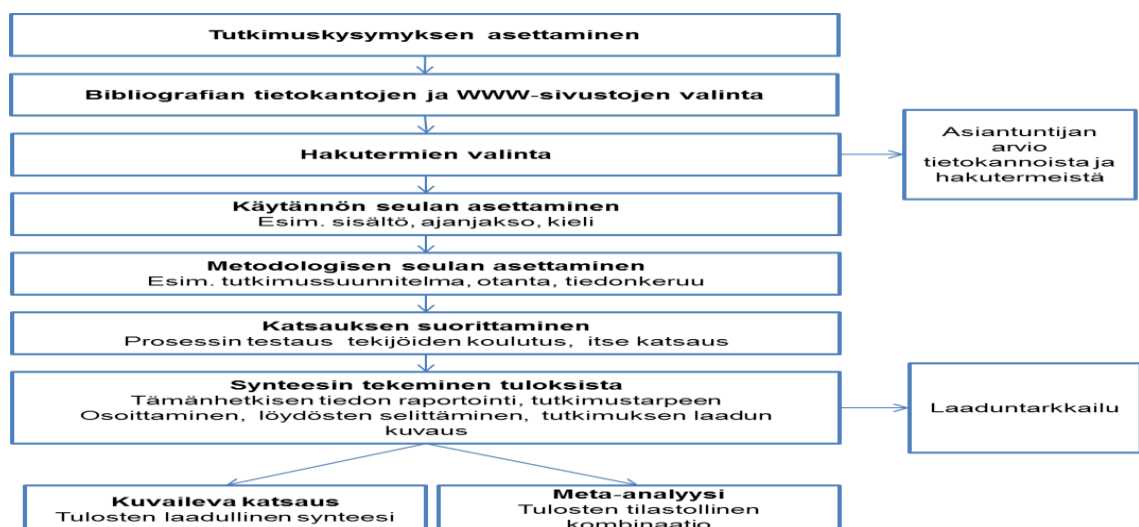 Tutkimuskysymyksen asettaminen
Bibliografian tietokantojen ja WWW-sivustojen valinta
Hakutermien valinta
Asiantuntijan
arvio
tietokannoista ja
hakutermeistä
Käytännön seulan asettaminen
Esim. sisältö, ajanjakso, kieli
Metodologisen seulan asettaminen
Esim. tutkimussuunnitelma, otanta, tiedonkeruu
Katsauksen suorittaminen
Prosessin testaus tekijöiden koulutus, itse katsaus
Synteesin tekeminen tuloksista
Tämänhetkisen tiedon raportointi, tutkimustarpeen
Osoittaminen, löydösten selittäminen, tutkimuksen laadun
kuvaus
Laaduntarkkailu
Kuvaileva katsaus
Tulosten laadullinen synteesi
Meta-analyysi
Tulosten tilastollinen
kombinaatio